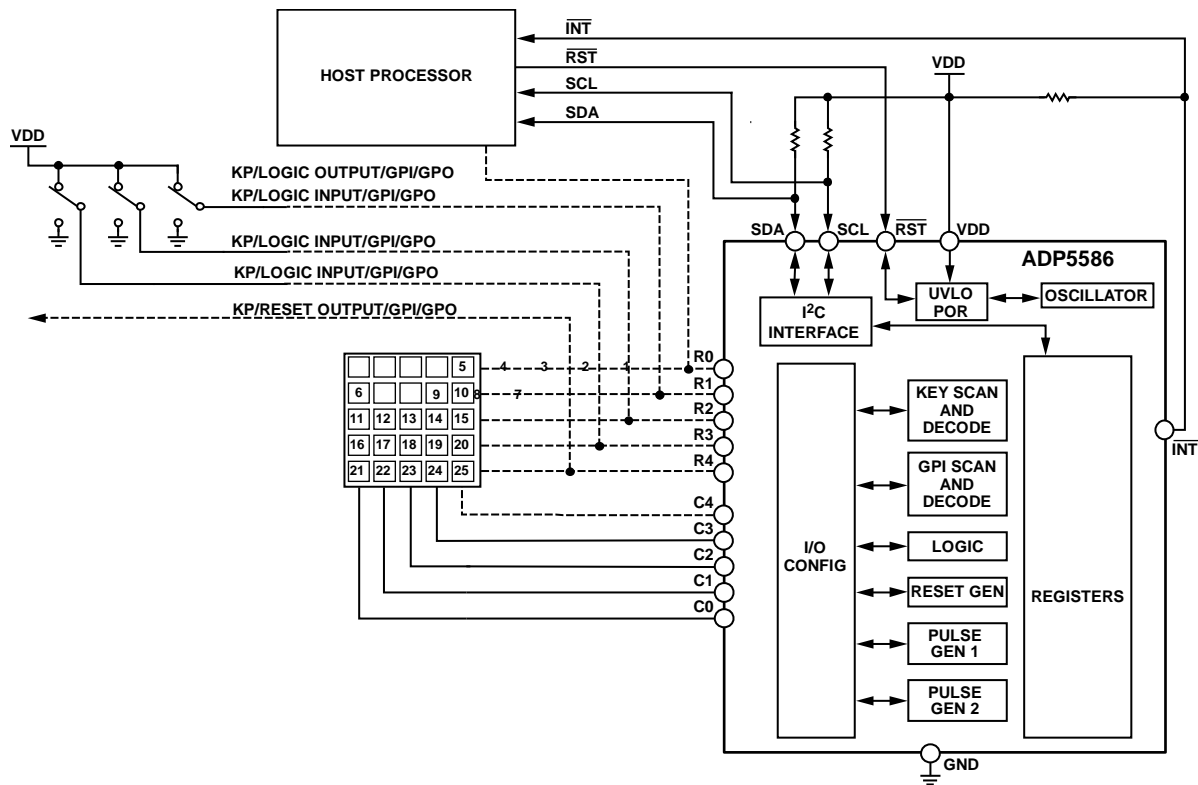 INT
RST
SCL
SDA
HOST PROCESSOR
VDD
VDD
KP/LOGIC OUTPUT/GPI/GPO
KP/LOGIC INPUT/GPI/GPO
KP/LOGIC INPUT/GPI/GPO
KP/LOGIC INPUT/GPI/GPO
KP/RESET OUTPUT/GPI/GPO
SDA SCL RST VDD
ADP5586
I2C
INTERFACE
UVLO
POR
OSCILLATOR
5 4 3 2 1 R0
6 9 10 8 7 R1
11 12 13 14 15 R2
16 17 18 19 20 R3
21 22 23 24 25 R4
C4
C3
C2
C1
C0
I/O
CONFIG
KEY SCAN
AND
DECODE
GPI SCAN
AND
DECODE
LOGIC
RESET GEN
PULSE
GEN 1
PULSE
GEN 2
REGISTERS
INT
GND